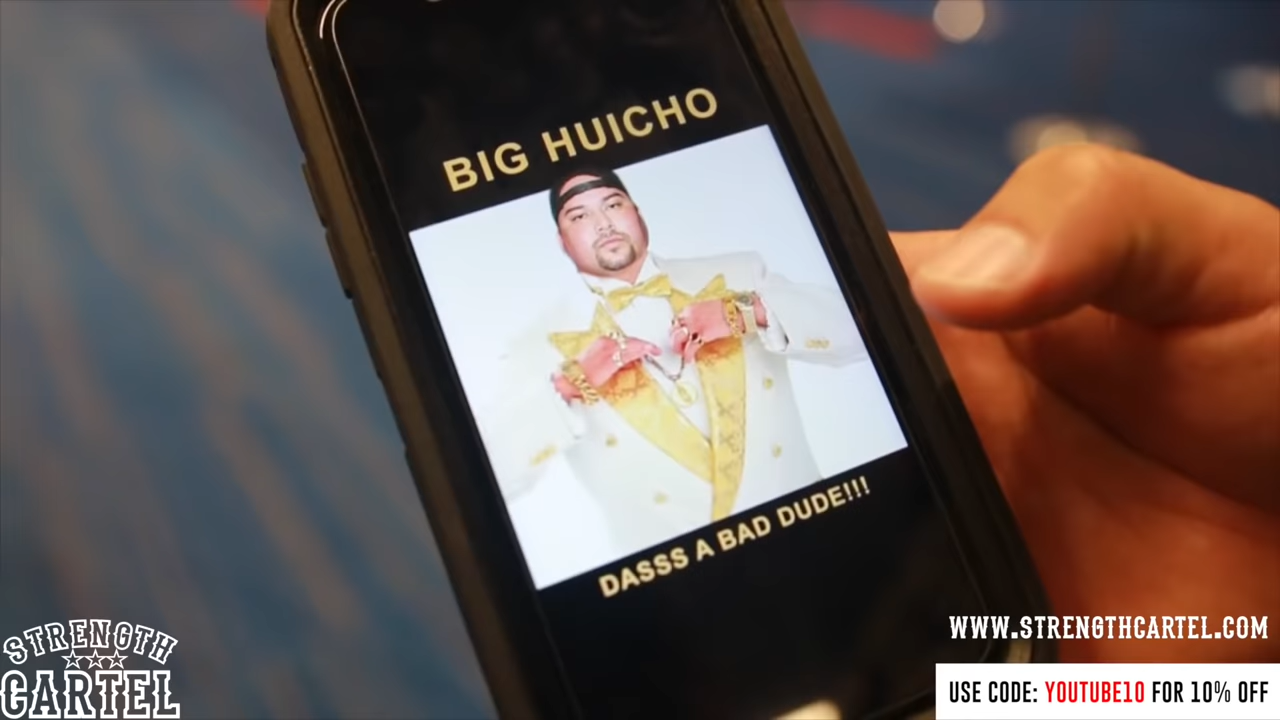 BIG HUICHO
DASSS A BAD DUDE!!!
STRENGTH
CARTEL
WWW.STRENGTHCARTEL.COM
USE CODE: YOUTUBE10 FOR 10% OFF